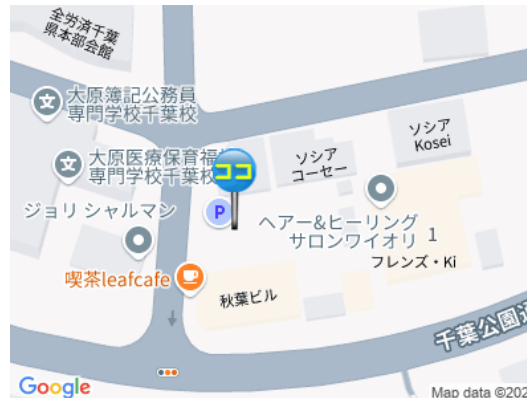 全労済千葉
県本部会館
大原簿記公務員
専門学校千葉校
大原医療保育福祉
専門学校千葉校
ココ
ソシア
コーセー
ソシア
Kosei
ジョリ シャルマン
P
ヘアー&ヒーリング
サロンワイオリ
1
フレンズ・Ki
喫茶leafcafe
秋葉ビル
千葉公園通
Google
Map data ©202